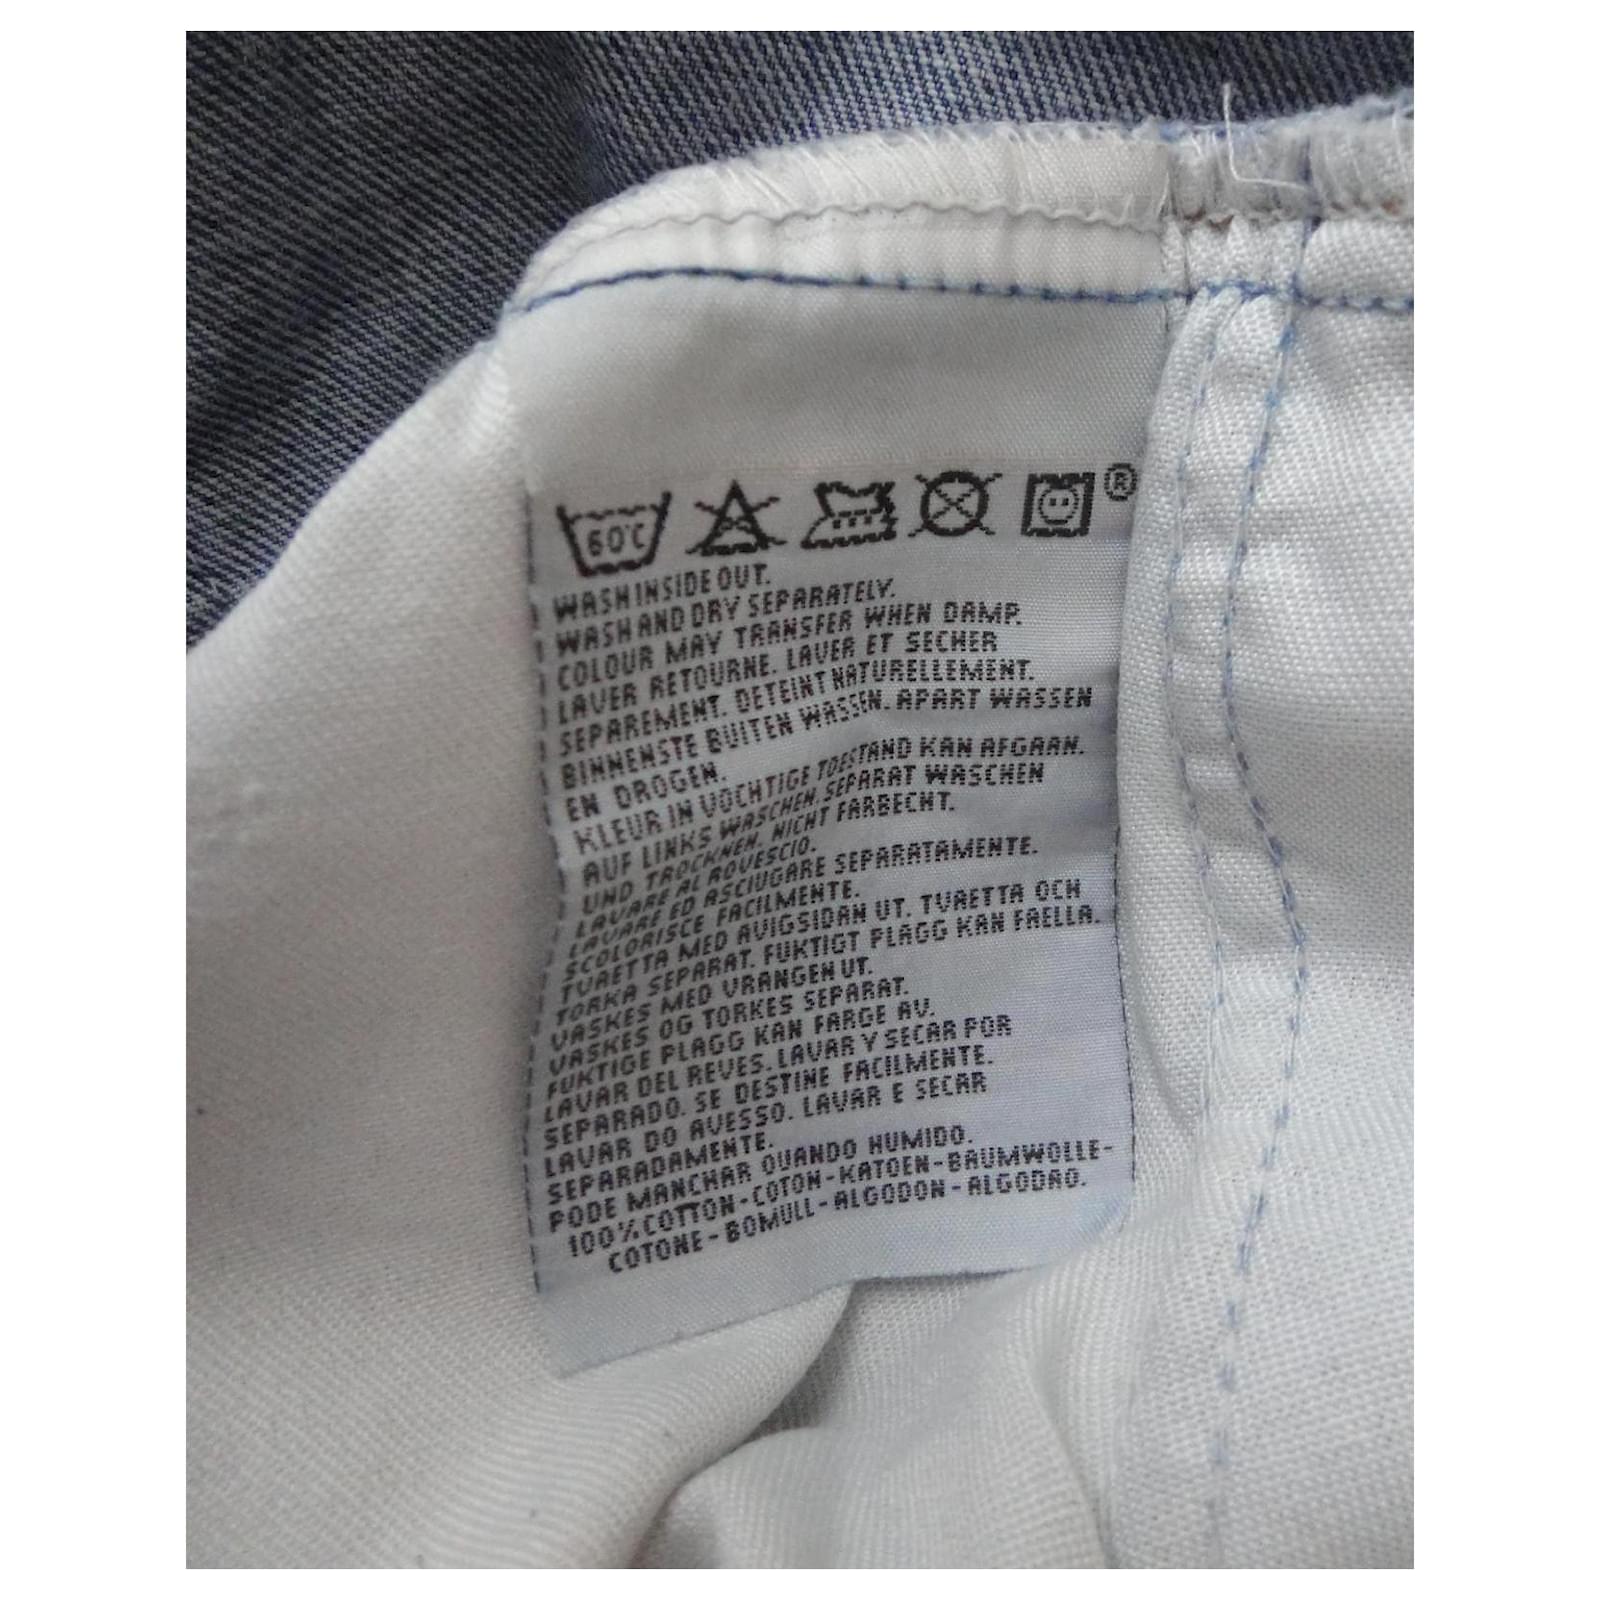 60°C ®
WASH INSIDE OUT.
WASH AND DRY SEPARATELY.
COLOUR MAY TRANSFER WHEN DAMP.
LAVER RETOURNE. LAVER ET SECHER
SEPAREMENT. DETEINT NATURELLEMENT.
BINNENSTE BUITEN WASSEN. APART WASSEN
EN DROGEN.
KLEUR IN VOCHTIGE TOESTAND KAN AFGAAN.
AUF LINKS WASCHEN. SEPARAT WASCHEN
UND TROCKNEN. NICHT FARBECHT.
LAVARE AL ROVESCIO.
LAVARE ED ASCIUGARE SEPARATAMENTE.
SCOLORISCE FACILMENTE.
TVAETTA MED AVIGSIDAN UT. TVAETTA OCH
TORKA SEPARAT. FUKTIGT PLAGG KAN FAELLA.
VASKES MED VRANGEN UT.
VASKES OG TORKES SEPARAT.
FUKTIGE PLAGG KAN FARGE AV.
LAVAR DEL REVES. LAVAR Y SECAR POR
SEPARADO. SE DESTINE FACILMENTE.
LAVAR DO AVESSO. LAVAR E SECAR
SEPARADAMENTE.
PODE MANCHAR QUANDO HUMIDO.
100% COTTON-COTON-KATOEN-BAUMWOLLE-
COTONE-BOMULL-ALGODON-ALGODAO.